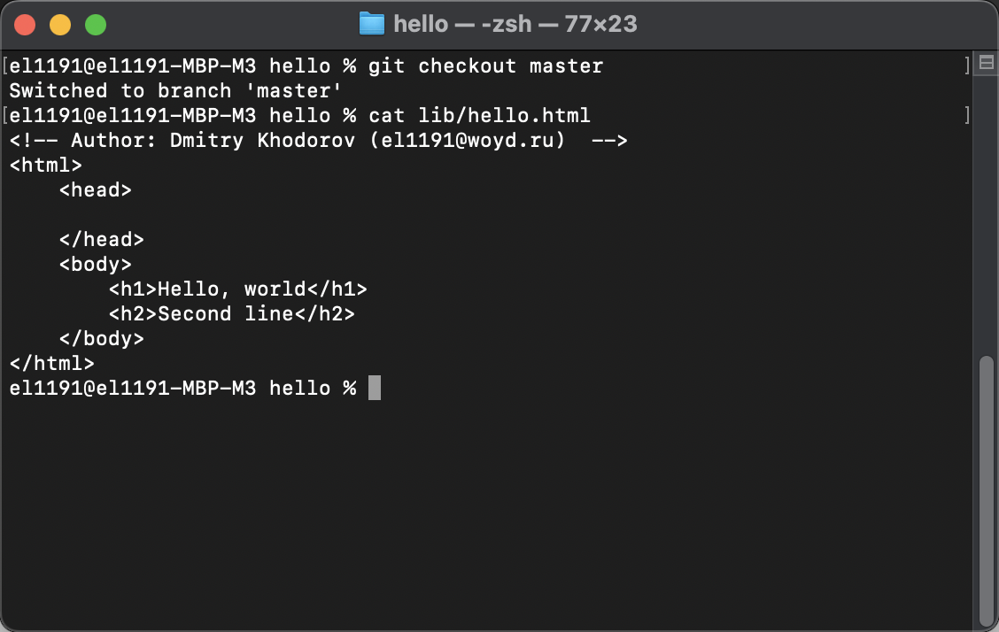 hello — -zsh — 77×23
[el1191@el1191-MBP-M3 hello % git checkout master ]
Switched to branch 'master'
[el1191@el1191-MBP-M3 hello % cat lib/hello.html ]
<!-- Author: Dmitry Khodorov (el1191@woyd.ru)  -->
<html>
    <head>

    </head>
    <body>
        <h1>Hello, world</h1>
        <h2>Second line</h2>
    </body>
</html>
el1191@el1191-MBP-M3 hello %